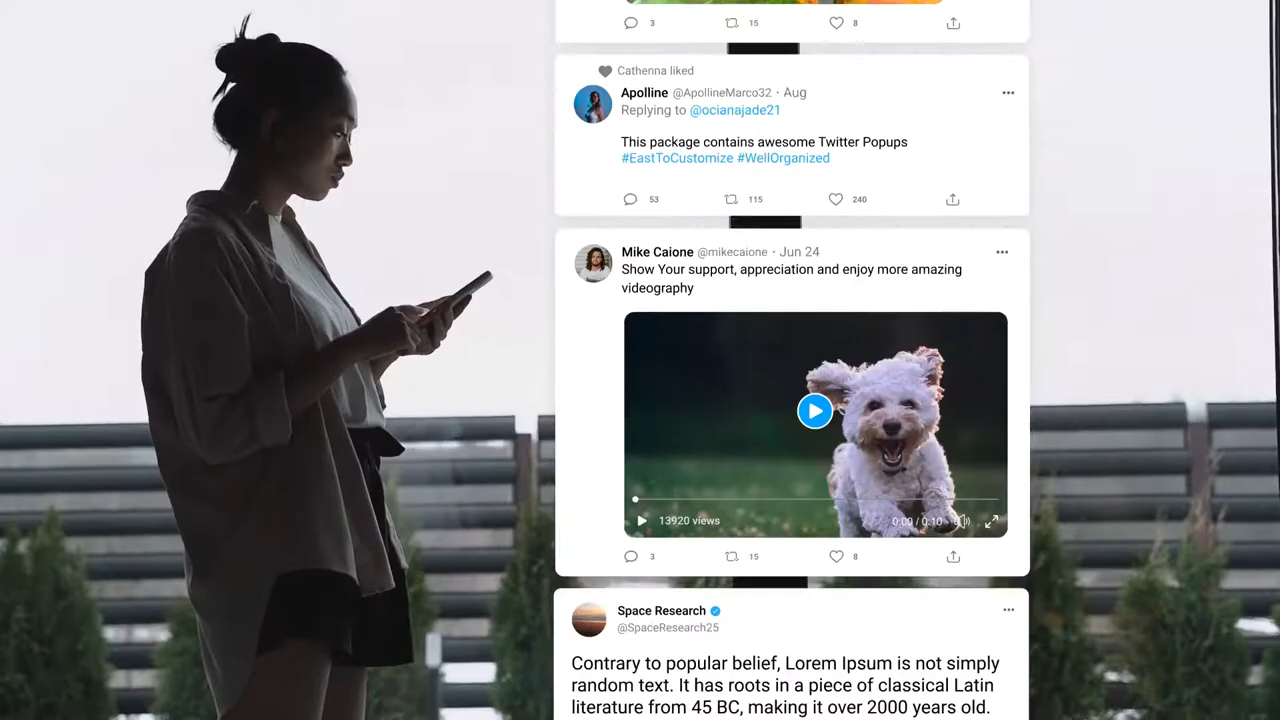 3 15 8
Cathenna liked
Apolline @ApollineMarco32 · Aug
Replying to @ocianajade21
This package contains awesome Twitter Popups
#EastToCustomize #WellOrganized
53 115 240
Mike Caione @mikecaione · Jun 24
Show Your support, appreciation and enjoy more amazing
videography
13920 views 0:00 / 0:10
3 15 8
Space Research
@SpaceResearch25
Contrary to popular belief, Lorem Ipsum is not simply
random text. It has roots in a piece of classical Latin
literature from 45 BC, making it over 2000 years old.